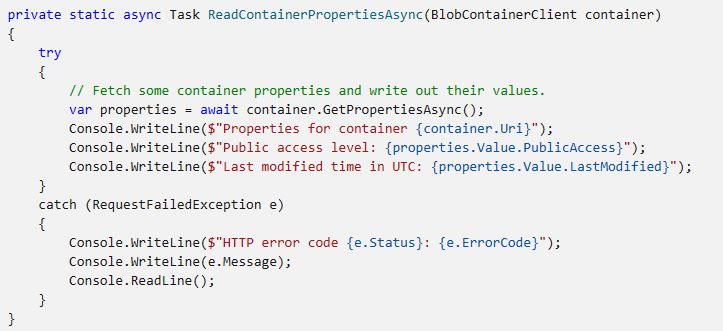 private static async Task ReadContainerPropertiesAsync(BlobContainerClient container)
{
    try
    {
        // Fetch some container properties and write out their values.
        var properties = await container.GetPropertiesAsync();
        Console.WriteLine($"Properties for container {container.Uri}");
        Console.WriteLine($"Public access level: {properties.Value.PublicAccess}");
        Console.WriteLine($"Last modified time in UTC: {properties.Value.LastModified}");
    }
    catch (RequestFailedException e)
    {
        Console.WriteLine($"HTTP error code {e.Status}: {e.ErrorCode}");
        Console.WriteLine(e.Message);
        Console.ReadLine();
    }
}